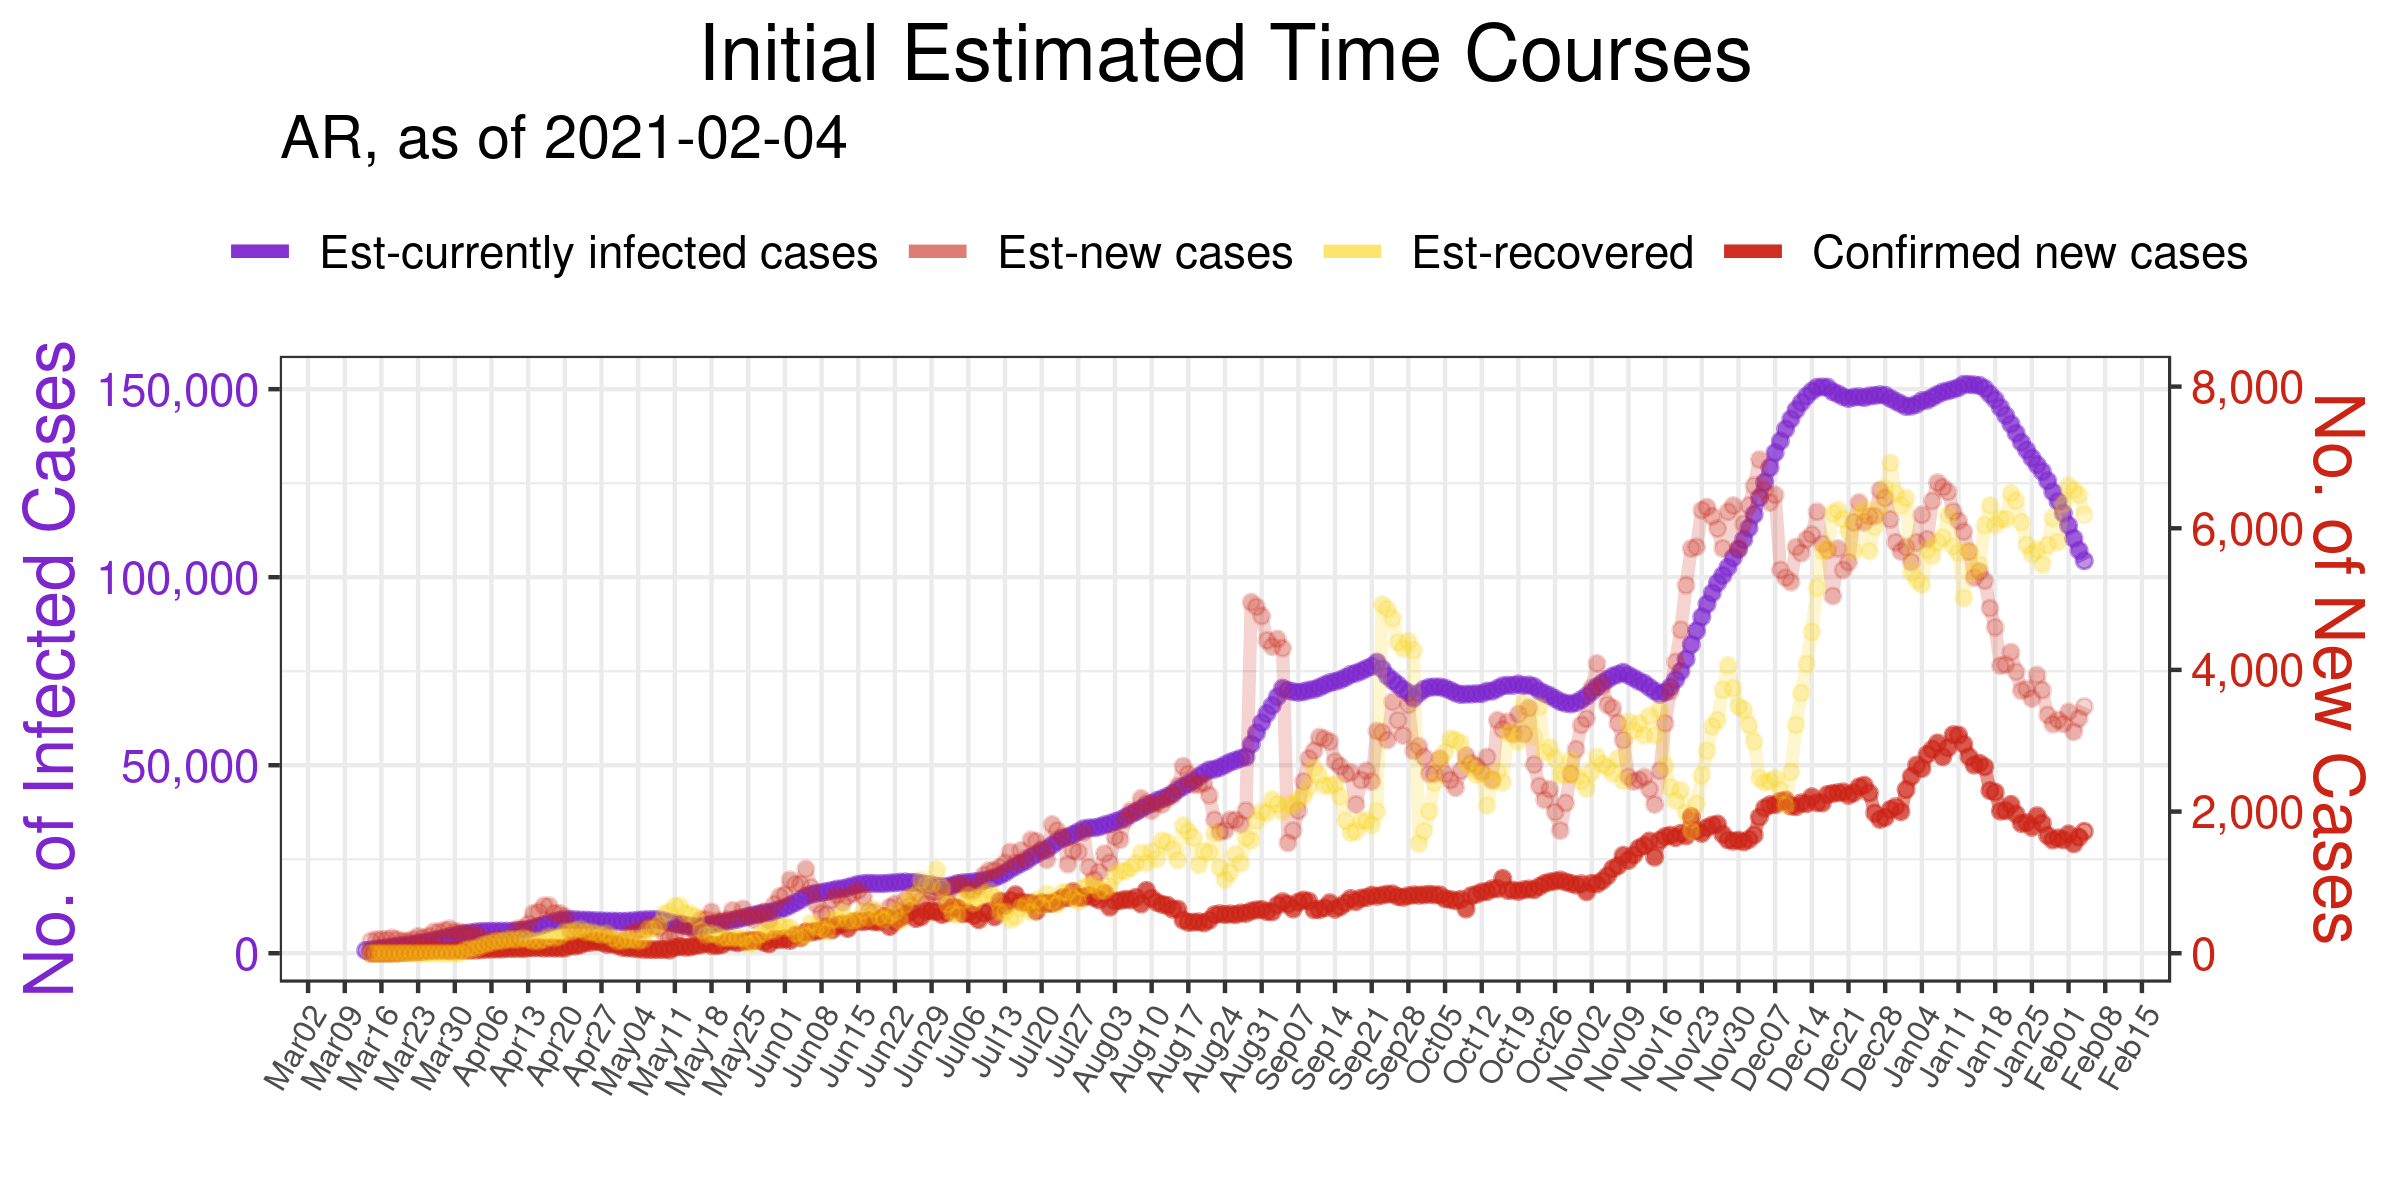 Initial Estimated Time Courses
AR, as of 2021-02-04
Est-currently infected cases Est-new cases Est-recovered Confirmed new cases
No. of Infected Cases
150,000
100,000
50,000
0
8,000
6,000
4,000
2,000
0
No. of New Cases
Mar02 Mar09 Mar16 Mar23 Mar30 Apr06 Apr13 Apr20 Apr27 May04 May11 May18 May25 Jun01 Jun08 Jun15 Jun22 Jun29 Jul06 Jul13 Jul20 Jul27 Aug03 Aug10 Aug17 Aug24 Aug31 Sep07 Sep14 Sep21 Sep28 Oct05 Oct12 Oct19 Oct26 Nov02 Nov09 Nov16 Nov23 Nov30 Dec07 Dec14 Dec21 Dec28 Jan04 Jan11 Jan18 Jan25 Feb01 Feb08 Feb15